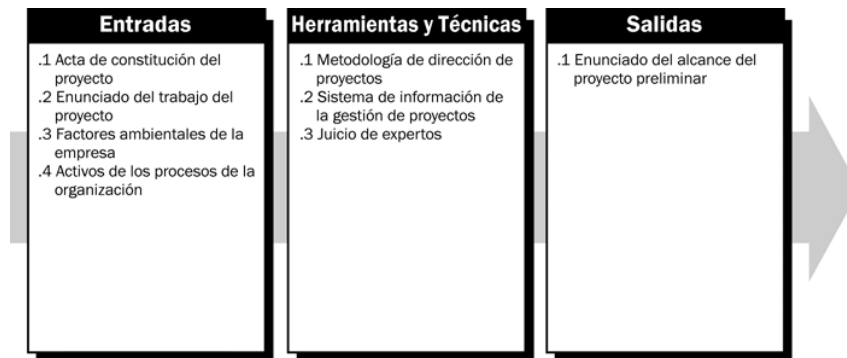 Entradas
.1 Acta de constitución del
proyecto
.2 Enunciado del trabajo del
proyecto
.3 Factores ambientales de la
empresa
.4 Activos de los procesos de la
organización
Herramientas y Técnicas
.1 Metodología de dirección de
proyectos
.2 Sistema de información de
la gestión de proyectos
.3 Juicio de expertos
Salidas
.1 Enunciado del alcance del
proyecto preliminar